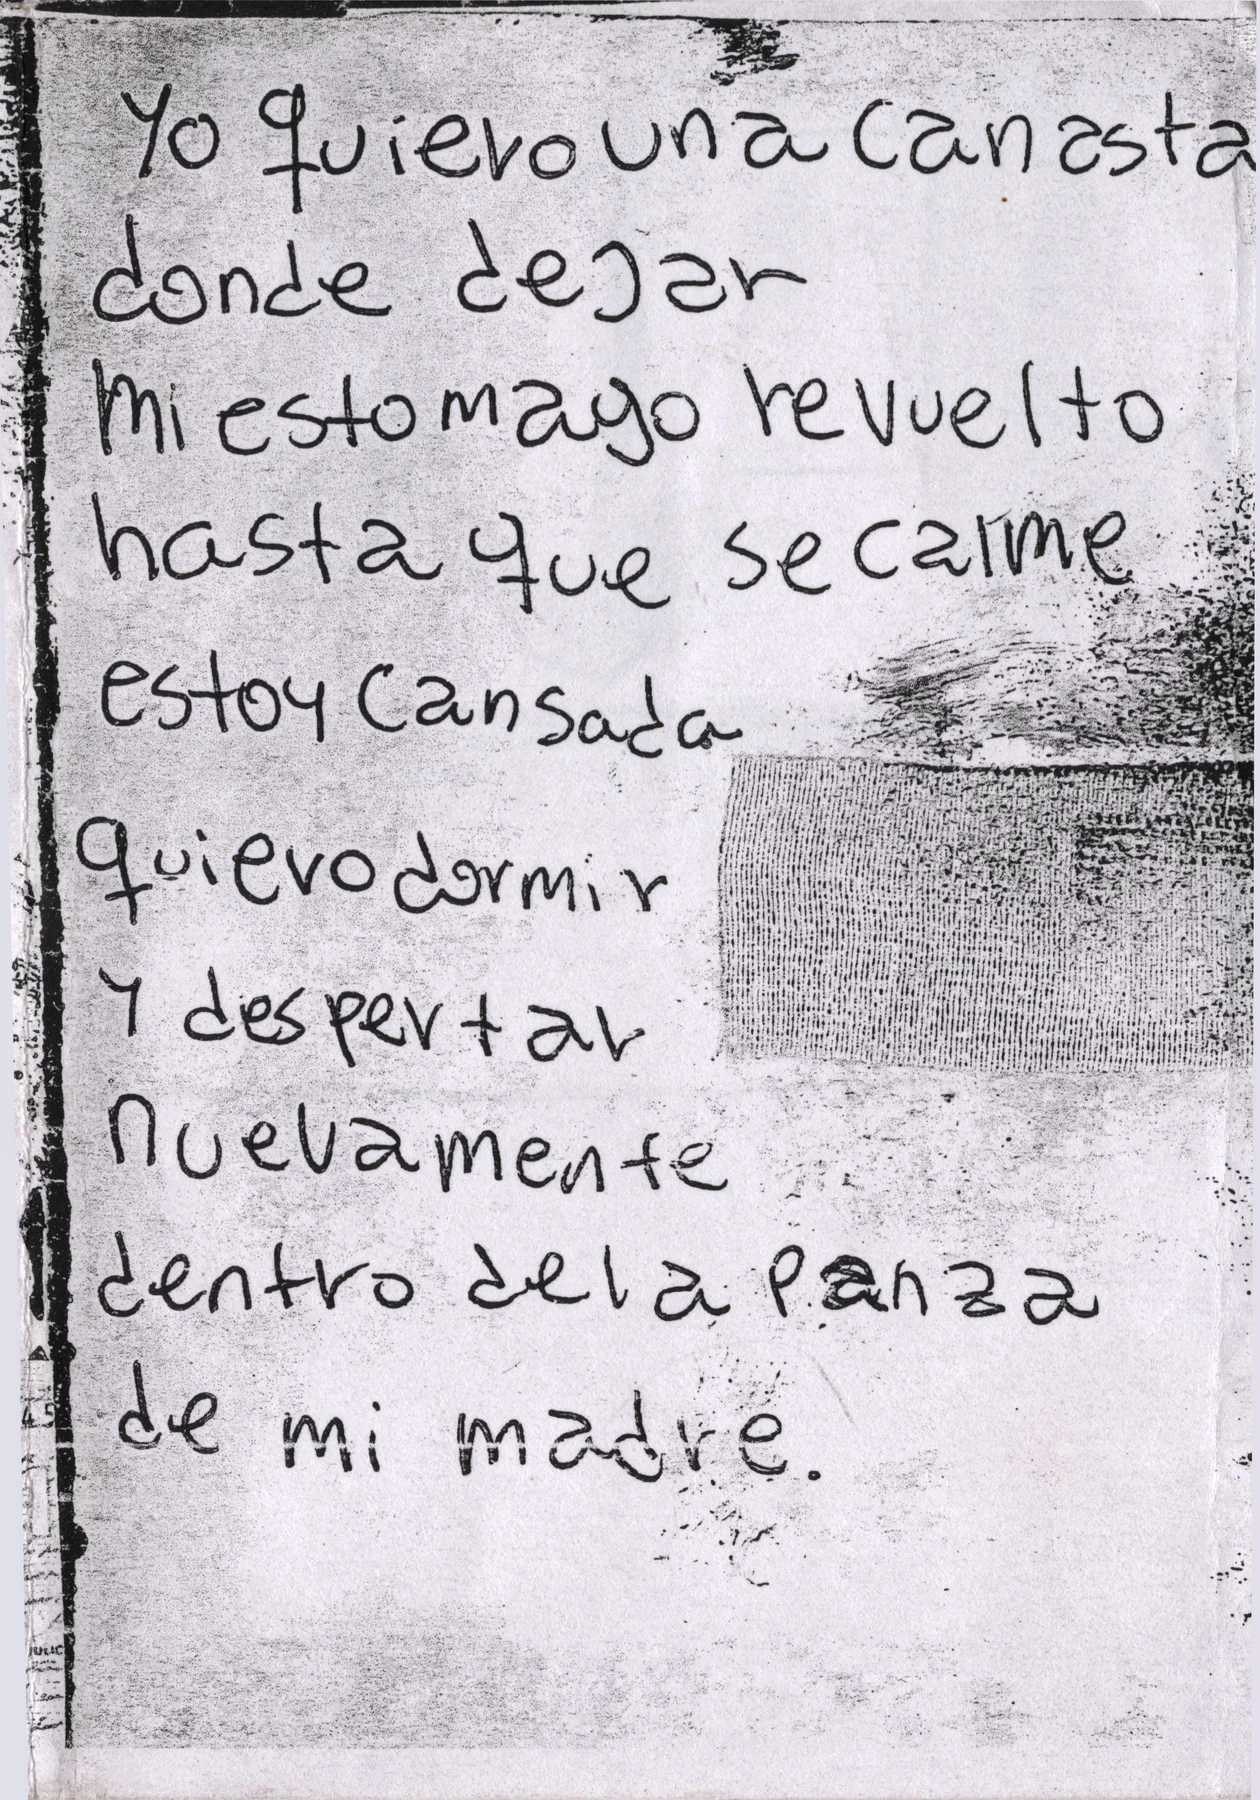 Yo quiero una canasta
donde dejar
mi estomago revuelto
hasta que se calme
estoy cansada
quiero dormir
Y despertar
nuevamente
dentro de la panza
de mi madre.